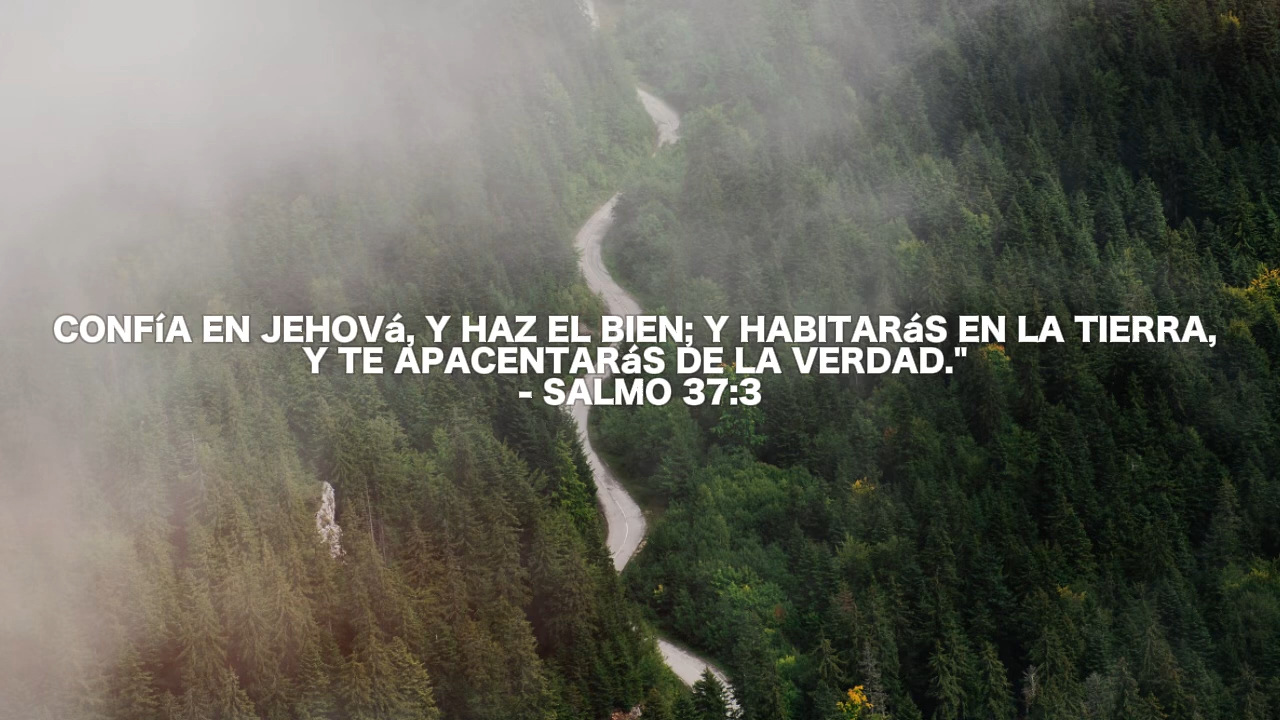 CONFíA EN JEHOVá, Y HAZ EL BIEN; Y HABITARáS EN LA TIERRA,
Y TE APACENTARáS DE LA VERDAD."
- SALMO 37:3